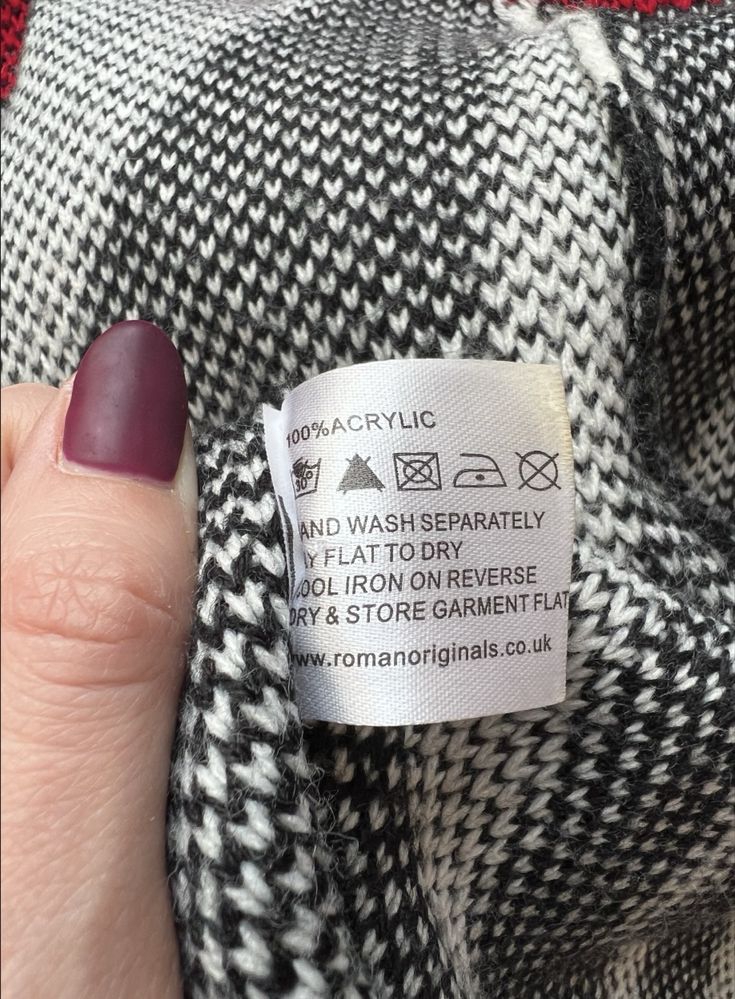 100%ACRYLIC
30°
AND WASH SEPARATELY
Y FLAT TO DRY
OOL IRON ON REVERSE
DRY & STORE GARMENT FLAT
www.romanoriginals.co.uk